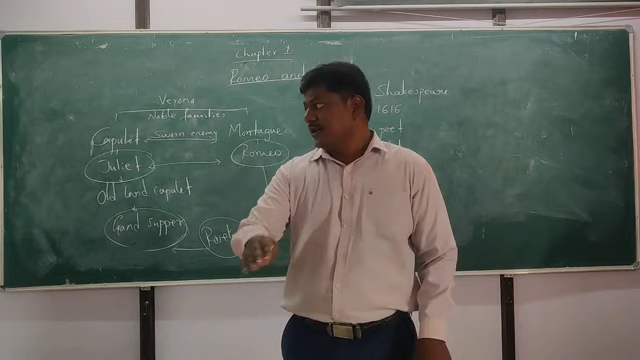 Chapter 1
Romeo and
Shakespeare
1616
Verona
Noble families
Capulet Sworn enemy Montague
Juliet Romeo
Old Lord Capulet
Grand supper